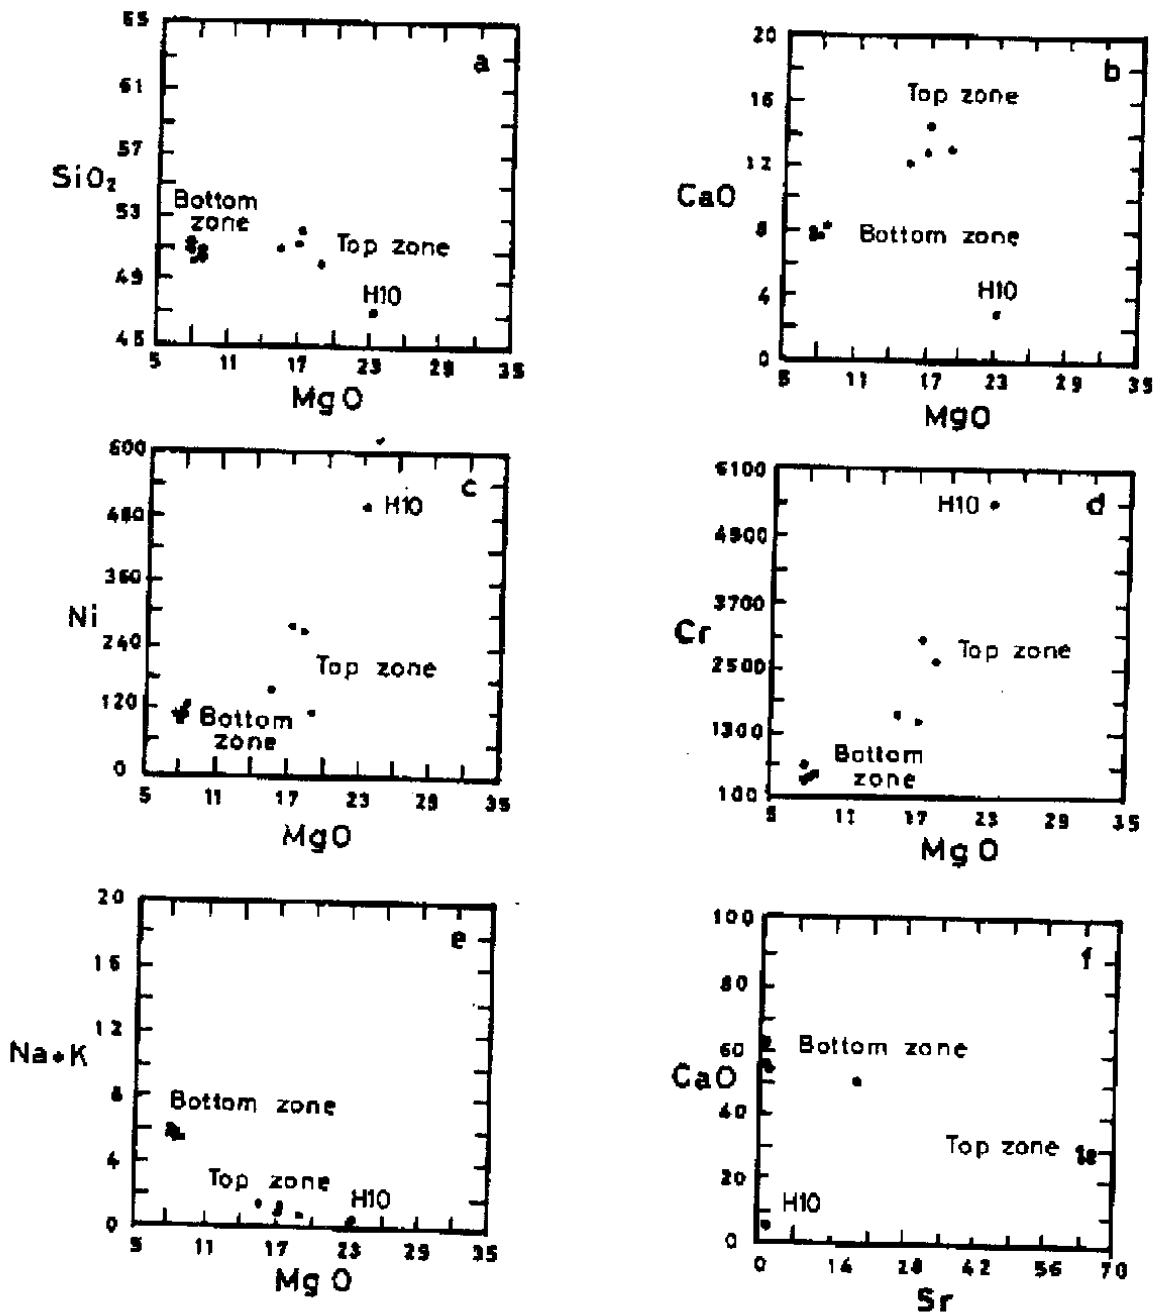 65
61
57
53
49
45
SiO₂
a
Bottom
zone
Top zone
H10
5 11 17 23 29 35
MgO
20
16
12
8
4
0
CaO
b
Top zone
Bottom zone
H10
5 11 17 23 29 35
MgO
600
480
360
240
120
0
Ni
c
H10
Top zone
Bottom
zone
5 11 17 23 29 35
MgO
6100
4900
3700
2500
1300
100
Cr
d
H10
Top zone
Bottom
zone
5 11 17 23 29 35
MgO
20
16
12
8
4
0
Na+K
e
Bottom zone
Top zone
H10
5 11 17 23 29 35
MgO
100
80
60
40
20
0
CaO
f
Bottom zone
Top zone
H10
0 14 28 42 56 70
Sr